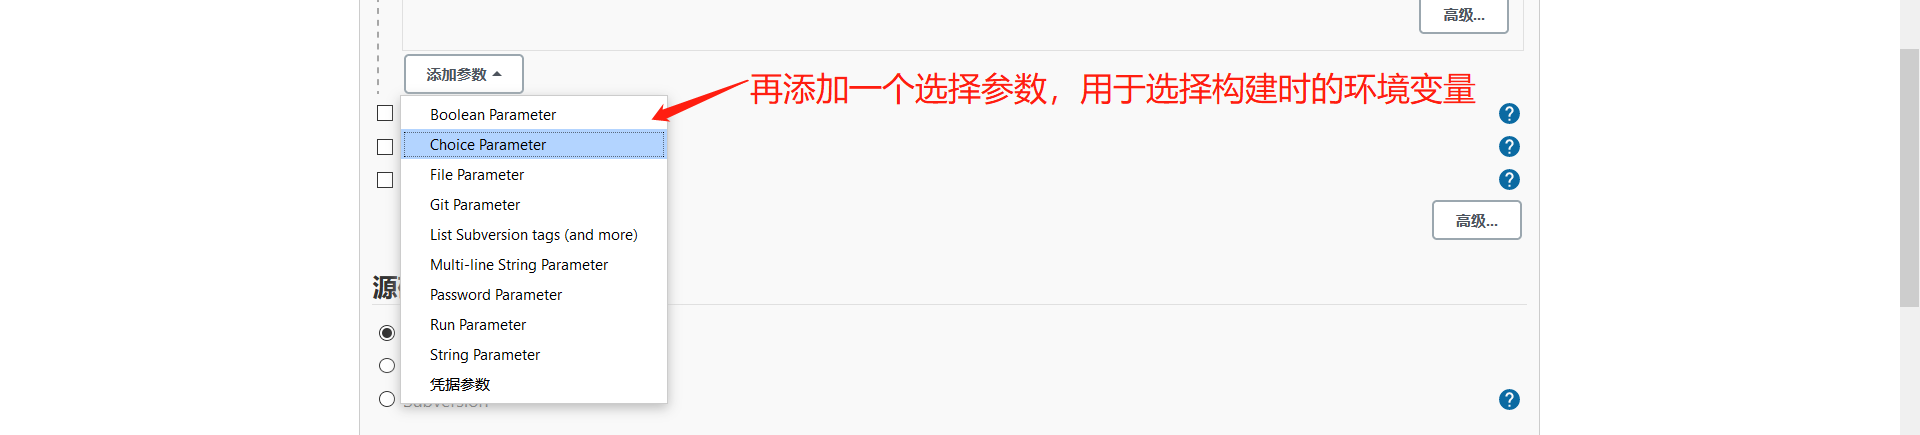 高级...
添加参数
再添加一个选择参数，用于选择构建时的环境变量
Boolean Parameter
Choice Parameter
File Parameter
Git Parameter
高级...
List Subversion tags (and more)
Multi-line String Parameter
源
Password Parameter
Run Parameter
String Parameter
凭据参数
Subversion